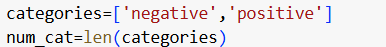 categories=['negative','positive']
num_cat=len(categories)